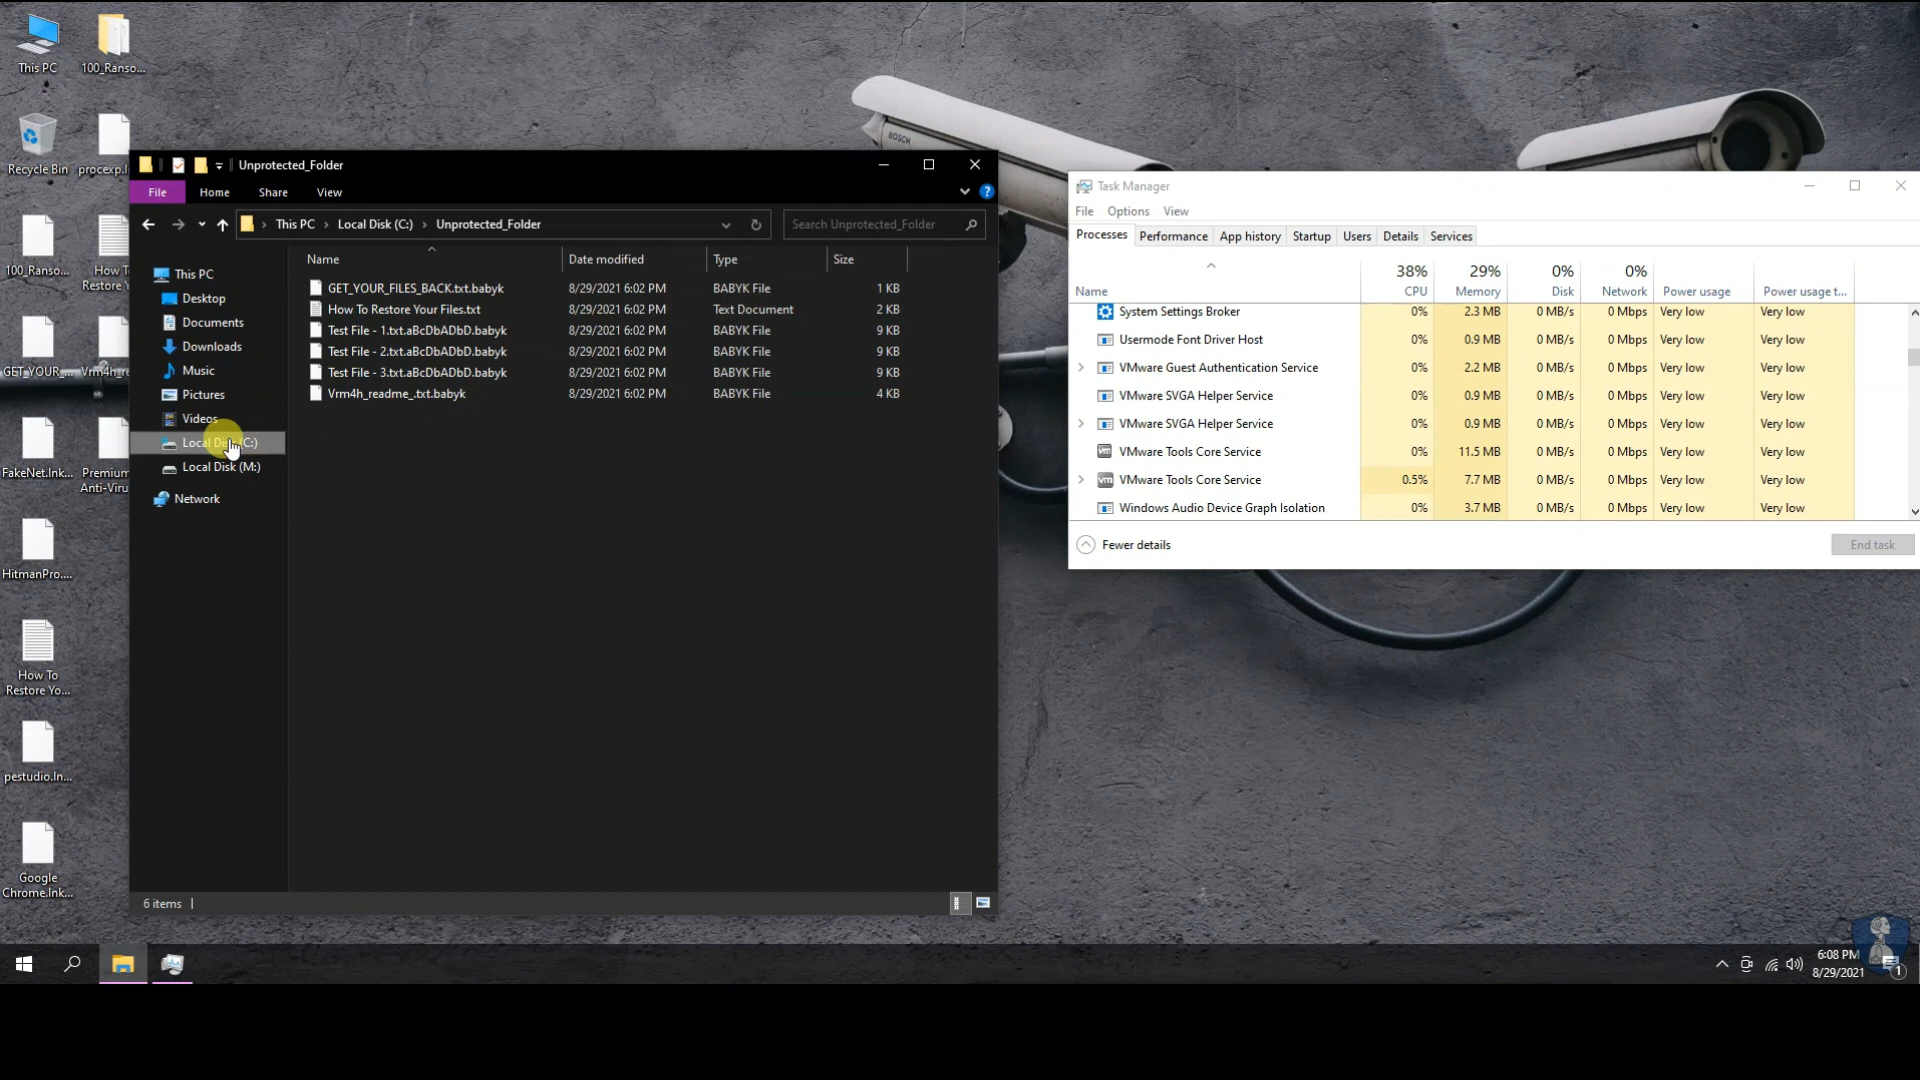 This PC
100_Ranso...
Recycle Bin
procexp.l
100_Ranso...
How T
Restore Y
GET_YOUR_...
Vrm4h_re
FakeNet.lnk...
Premium
Anti-Viru
HitmanPro....
How To
Restore Yo...
pestudio.ln...
Google
Chrome.lnk...
BOSCH
Unprotected_Folder
File
Home
Share
View
This PC
Local Disk (C:)
Unprotected_Folder
Search Unprotected_Folder
Name
Date modified
Type
Size
GET_YOUR_FILES_BACK.txt.babyk 8/29/2021 6:02 PM BABYK File 1 KB
How To Restore Your Files.txt 8/29/2021 6:02 PM Text Document 2 KB
Test File - 1.txt.aBcDbADbD.babyk 8/29/2021 6:02 PM BABYK File 9 KB
Test File - 2.txt.aBcDbADbD.babyk 8/29/2021 6:02 PM BABYK File 9 KB
Test File - 3.txt.aBcDbADbD.babyk 8/29/2021 6:02 PM BABYK File 9 KB
Vrm4h_readme_.txt.babyk 8/29/2021 6:02 PM BABYK File 4 KB
This PC
Desktop
Documents
Downloads
Music
Pictures
Videos
Local Disk (C:)
Local Disk (M:)
Network
6 items
Task Manager
File Options View
Processes Performance App history Startup Users Details Services
38% 29% 0% 0%
Name CPU Memory Disk Network Power usage Power usage t...
System Settings Broker 0% 2.3 MB 0 MB/s 0 Mbps Very low Very low
Usermode Font Driver Host 0% 0.9 MB 0 MB/s 0 Mbps Very low Very low
VMware Guest Authentication Service 0% 2.2 MB 0 MB/s 0 Mbps Very low Very low
VMware SVGA Helper Service 0% 0.9 MB 0 MB/s 0 Mbps Very low Very low
VMware SVGA Helper Service 0% 0.9 MB 0 MB/s 0 Mbps Very low Very low
VMware Tools Core Service 0% 11.5 MB 0 MB/s 0 Mbps Very low Very low
VMware Tools Core Service 0.5% 7.7 MB 0 MB/s 0 Mbps Very low Very low
Windows Audio Device Graph Isolation 0% 3.7 MB 0 MB/s 0 Mbps Very low Very low
Fewer details
End task
6:08 PM
8/29/2021
1